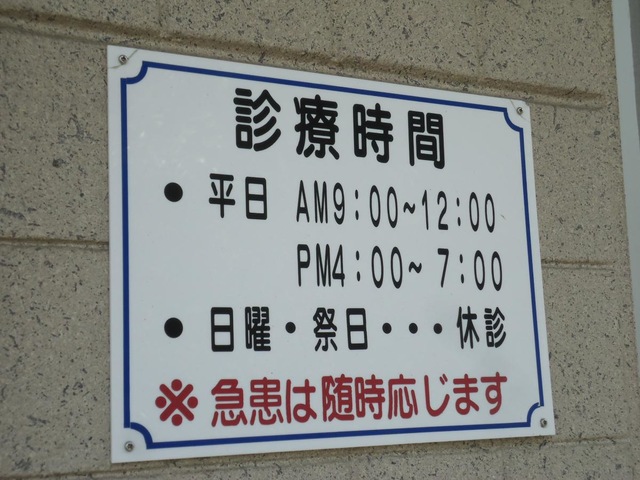 診療時間
● 平日 AM9:00~12:00
PM4:00~ 7:00
● 日曜・祭日・・・休診
※ 急患は随時応じます